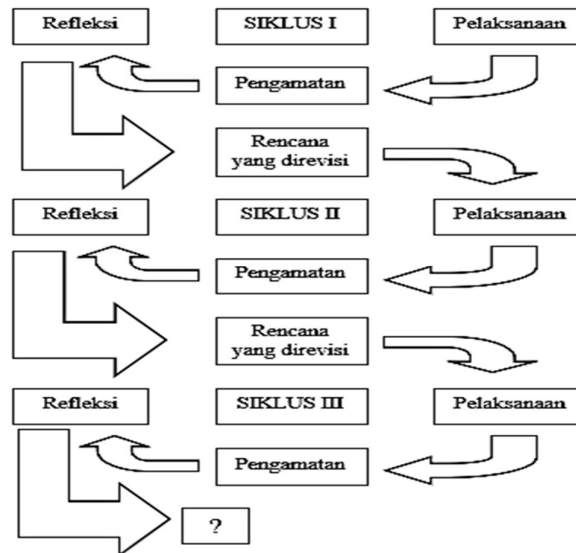 Refleksi
SIKLUS I
Pelaksanaan
Pengamatan
Rencana
yang direvisi
Refleksi
SIKLUS II
Pelaksanaan
Pengamatan
Rencana
yang direvisi
Refleksi
SIKLUS III
Pelaksanaan
Pengamatan
?